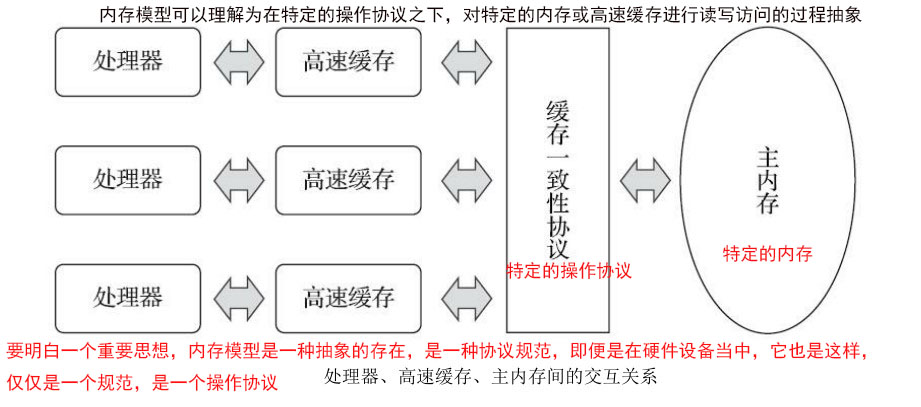 内存模型可以理解为在特定的操作协议之下，对特定的内存或高速缓存进行读写访问的过程抽象
处理器
高速缓存
处理器
高速缓存
处理器
高速缓存
缓存一致性协议
特定的操作协议
主内存
特定的内存
要明白一个重要思想，内存模型是一种抽象的存在，是一种协议规范，即便是在硬件设备当中，它也是这样，
仅仅是一个规范，是一个操作协议
处理器、高速缓存、主内存间的交互关系